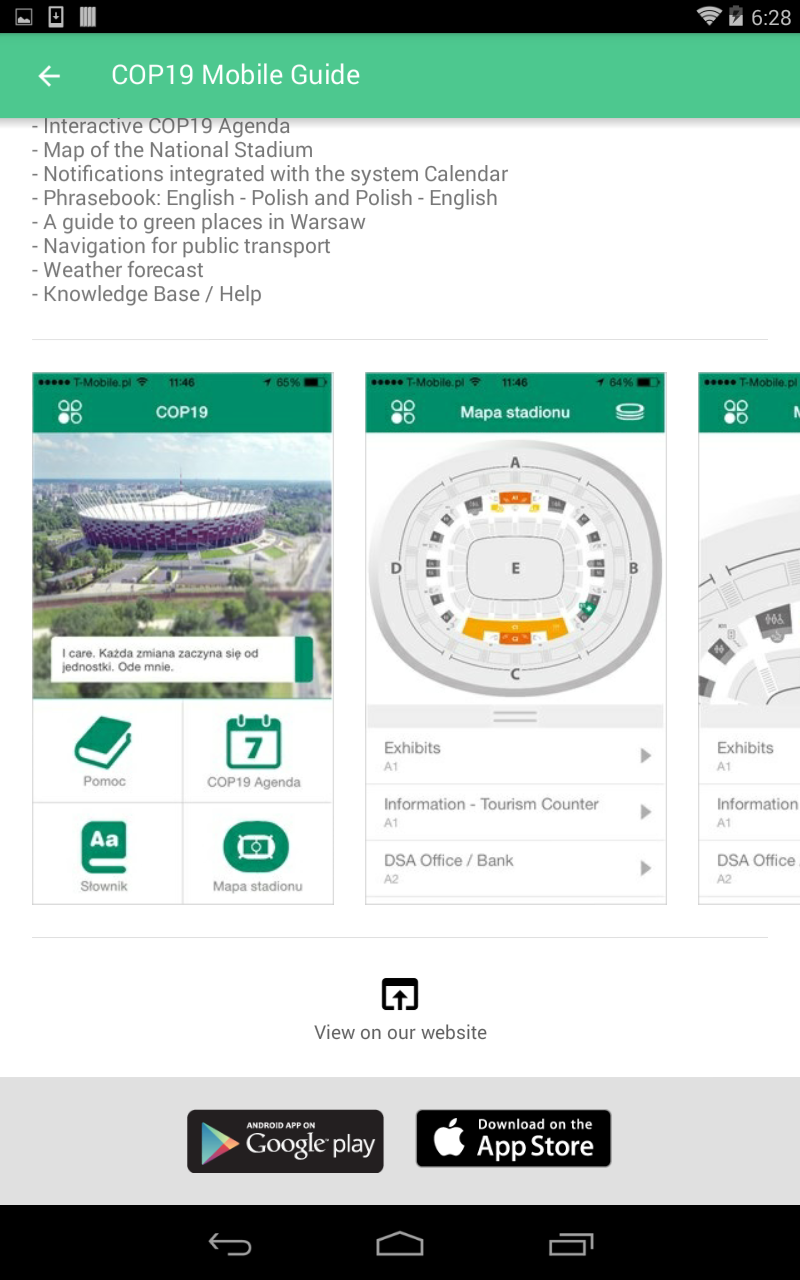 6:28
COP19 Mobile Guide
- Interactive COP19 Agenda
- Map of the National Stadium
- Notifications integrated with the system Calendar
- Phrasebook: English - Polish and Polish - English
- A guide to green places in Warsaw
- Navigation for public transport
- Weather forecast
- Knowledge Base / Help
T-Mobile.pl 11:46 65%
COP19
I care. Każda zmiana zaczyna się od
jednostki. Ode mnie.
Pomoc
7
COP19 Agenda
Aa
Słownik
Mapa stadionu
T-Mobile.pl 11:46 64%
Mapa stadionu
A
D
E
B
C
Exhibits
A1
Information - Tourism Counter
A1
DSA Office / Bank
A2
T-Mobile.pl
Exhibits
A1
Information
A1
DSA Office
A2
View on our website
ANDROID APP ON
Google play
Download on the
App Store